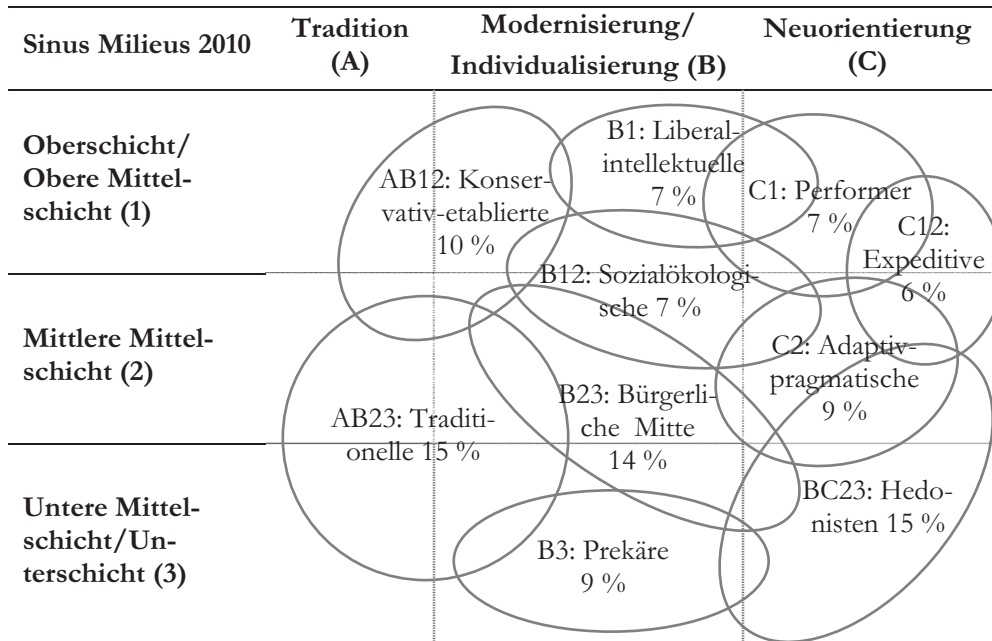 Sinus Milieus 2010
Tradition
(A)
Modernisierung/
Individualisierung (B)
Neuorientierung
(C)
Oberschicht/
Obere Mittel-
schicht (1)
AB12: Konser-
vativ-etablierte
10 %
B1: Liberal-
intellektuelle
7 %
C1: Performer
7 %
C12:
Expeditive
6 %
B12: Sozialökologi-
sche 7 %
Mittlere Mittel-
schicht (2)
C2: Adaptiv-
pragmatische
9 %
AB23: Traditi-
onelle 15 %
B23: Bürgerli-
che Mitte
14 %
Untere Mittel-
schicht/Un-
terschicht (3)
BC23: Hedo-
nisten 15 %
B3: Prekäre
9 %